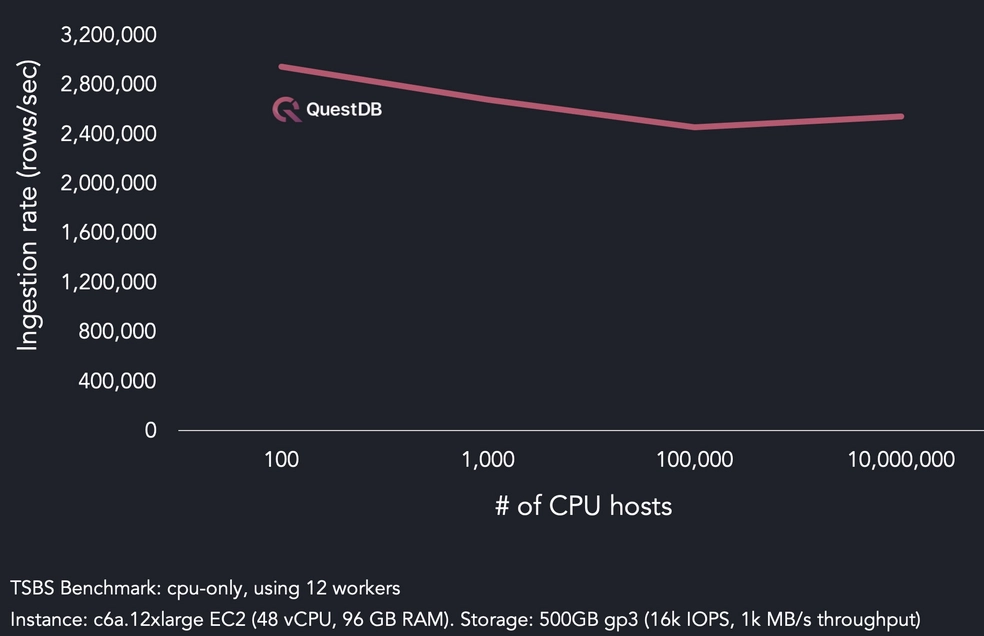 3,200,000
2,800,000
2,400,000
2,000,000
1,600,000
1,200,000
800,000
400,000
0
Ingestion rate (rows/sec)
QuestDB
100 1,000 100,000 10,000,000
# of CPU hosts
TSBS Benchmark: cpu-only, using 12 workers
Instance: c6a.12xlarge EC2 (48 vCPU, 96 GB RAM). Storage: 500GB gp3 (16k IOPS, 1k MB/s throughput)